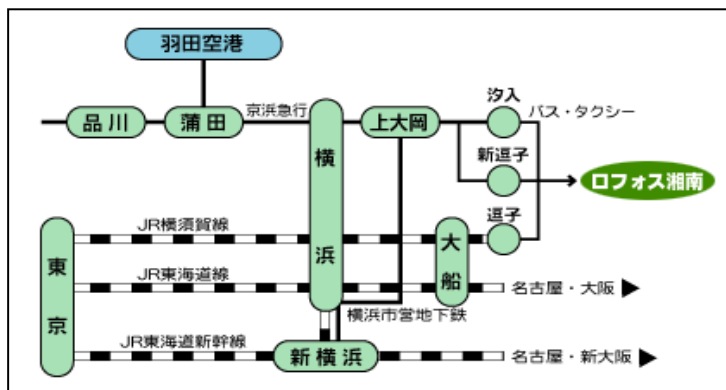 羽田空港
品川
蒲田
京浜急行
横浜
上大岡
汐入
バス・タクシー
新逗子
ロフォス湘南
逗子
東京
JR横須賀線
大船
JR東海道線
名古屋・大阪
横浜市営地下鉄
JR東海道新幹線
新横浜
名古屋・新大阪